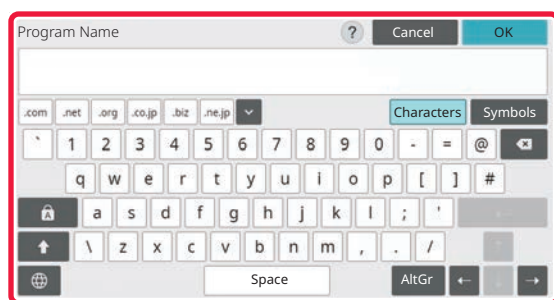 Program Name ? Cancel OK
.com .net .org .co.jp .biz .ne.jp Characters Symbols
` 1 2 3 4 5 6 7 8 9 0 - = @
q w e r t y u i o p [ ] #
A a s d f g h j k l ; '
\ z x c v b n m , . /
Space AltGr ← ↓ →